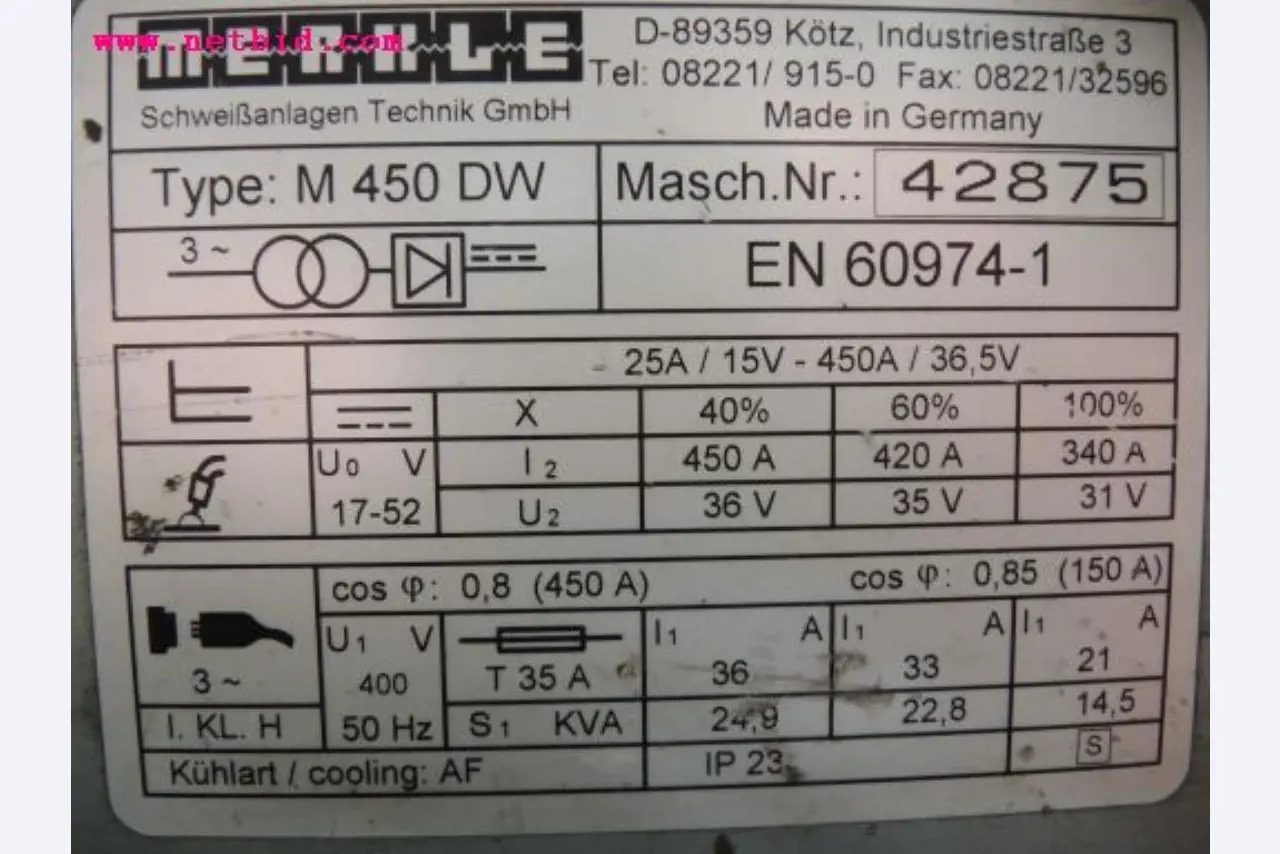 www.netbid.com
MERKLE
D-89359 Kötz, Industriestraße 3
Tel: 08221/ 915-0 Fax: 08221/32596
Schweißanlagen Technik GmbH
Made in Germany
Type: M 450 DW
Masch.Nr.: 42875
3 ~
EN 60974-1
25A / 15V - 450A / 36,5V
X 40% 60% 100%
U0 V I2 450 A 420 A 340 A
17-52 U2 36 V 35 V 31 V
cos φ: 0,8 (450 A) cos φ: 0,85 (150 A)
U1 V I1 A I1 A I1 A
3 ~ 400 T 35 A 36 33 21
I. KL. H 50 Hz S1 KVA 24,9 22,8 14,5
Kühlart / cooling: AF IP 23 S